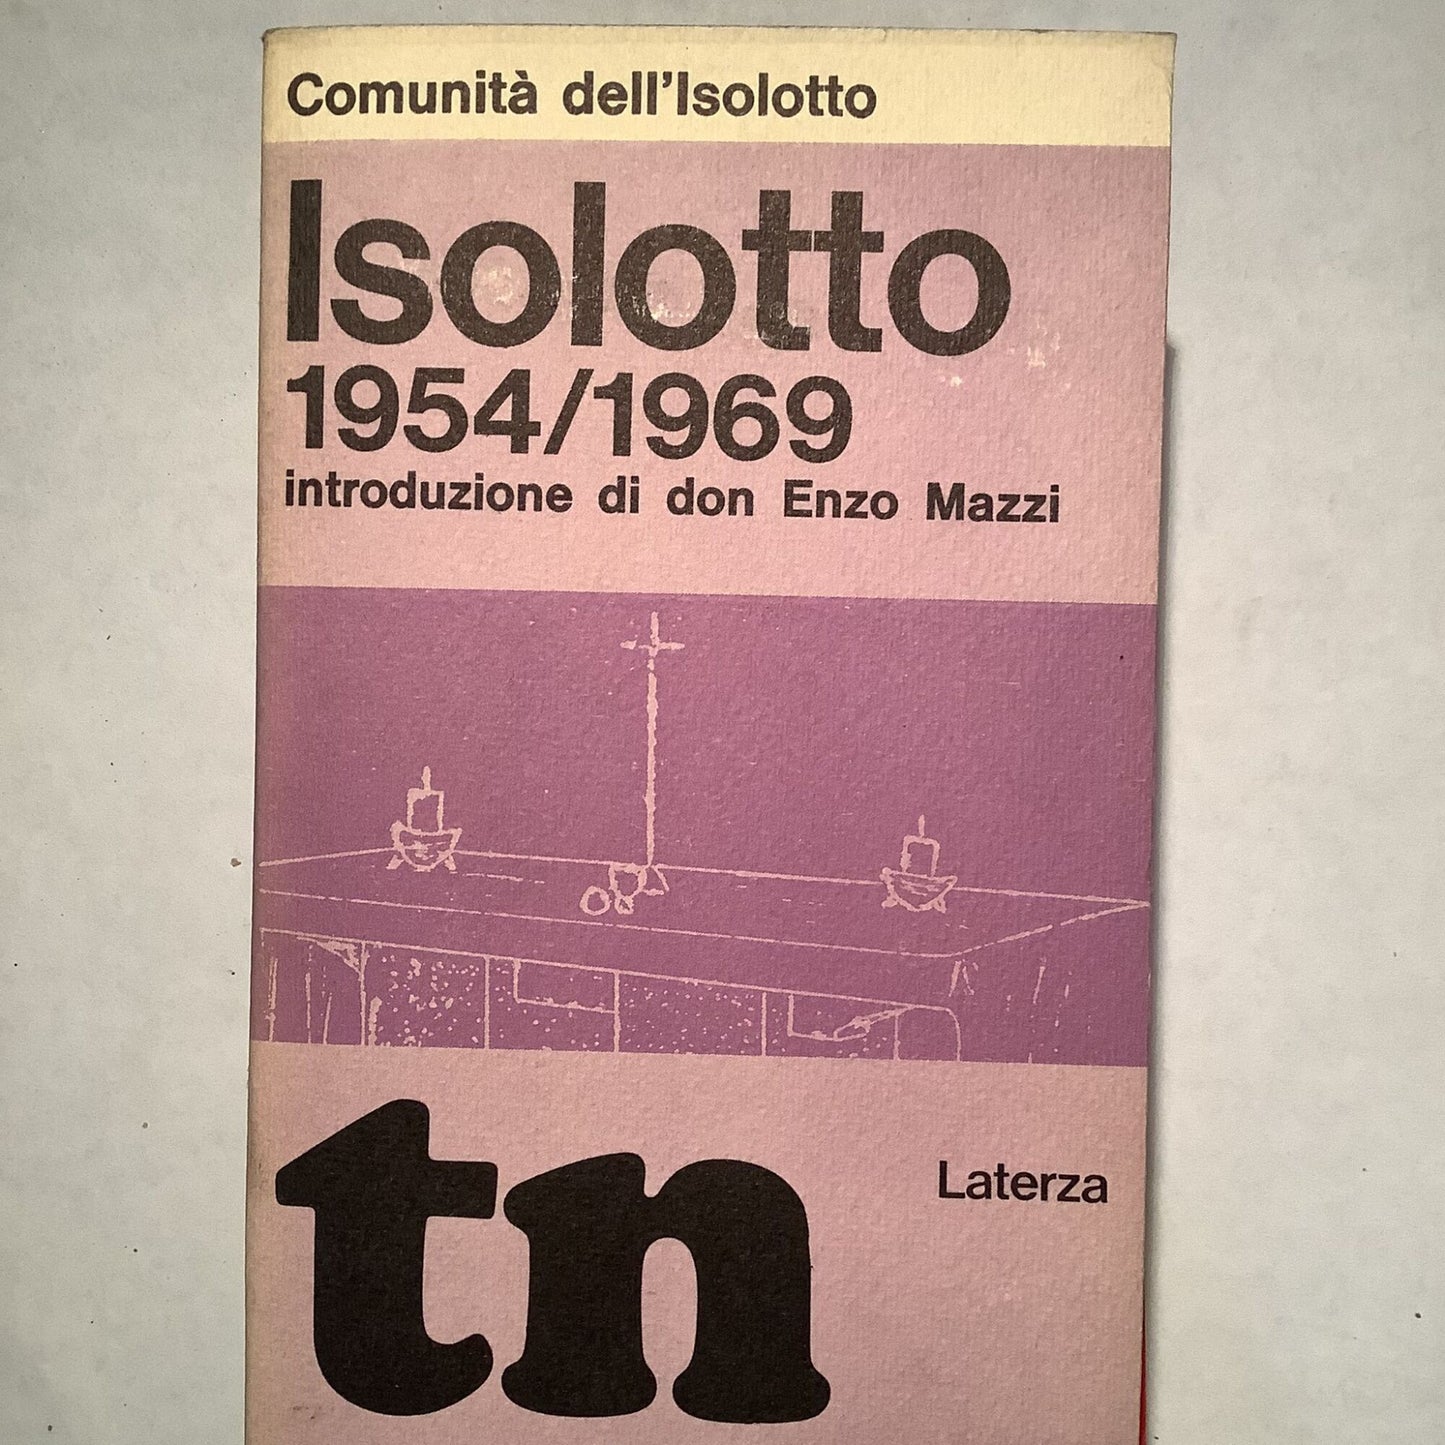 Comunità dell'Isolotto
Isolotto
1954/1969
introduzione di don Enzo Mazzi
tn
Laterza